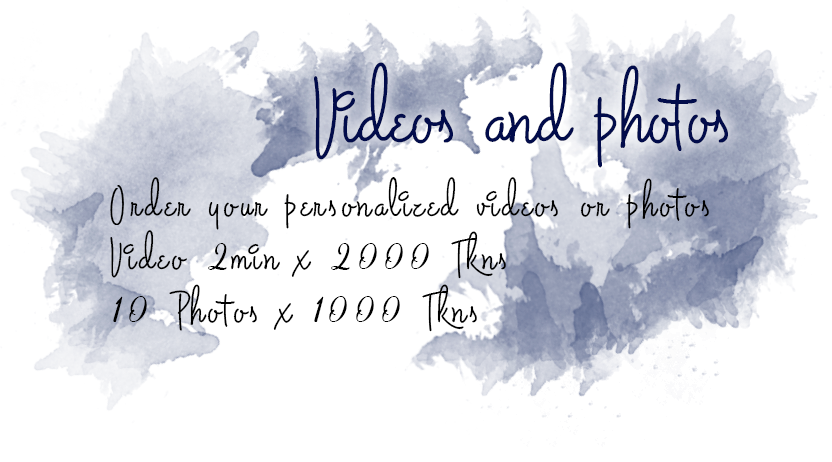 Videos and photos
Order your personalized videos or photos
Video 2min x 2000 Tkns
10 Photos x 1000 Tkns